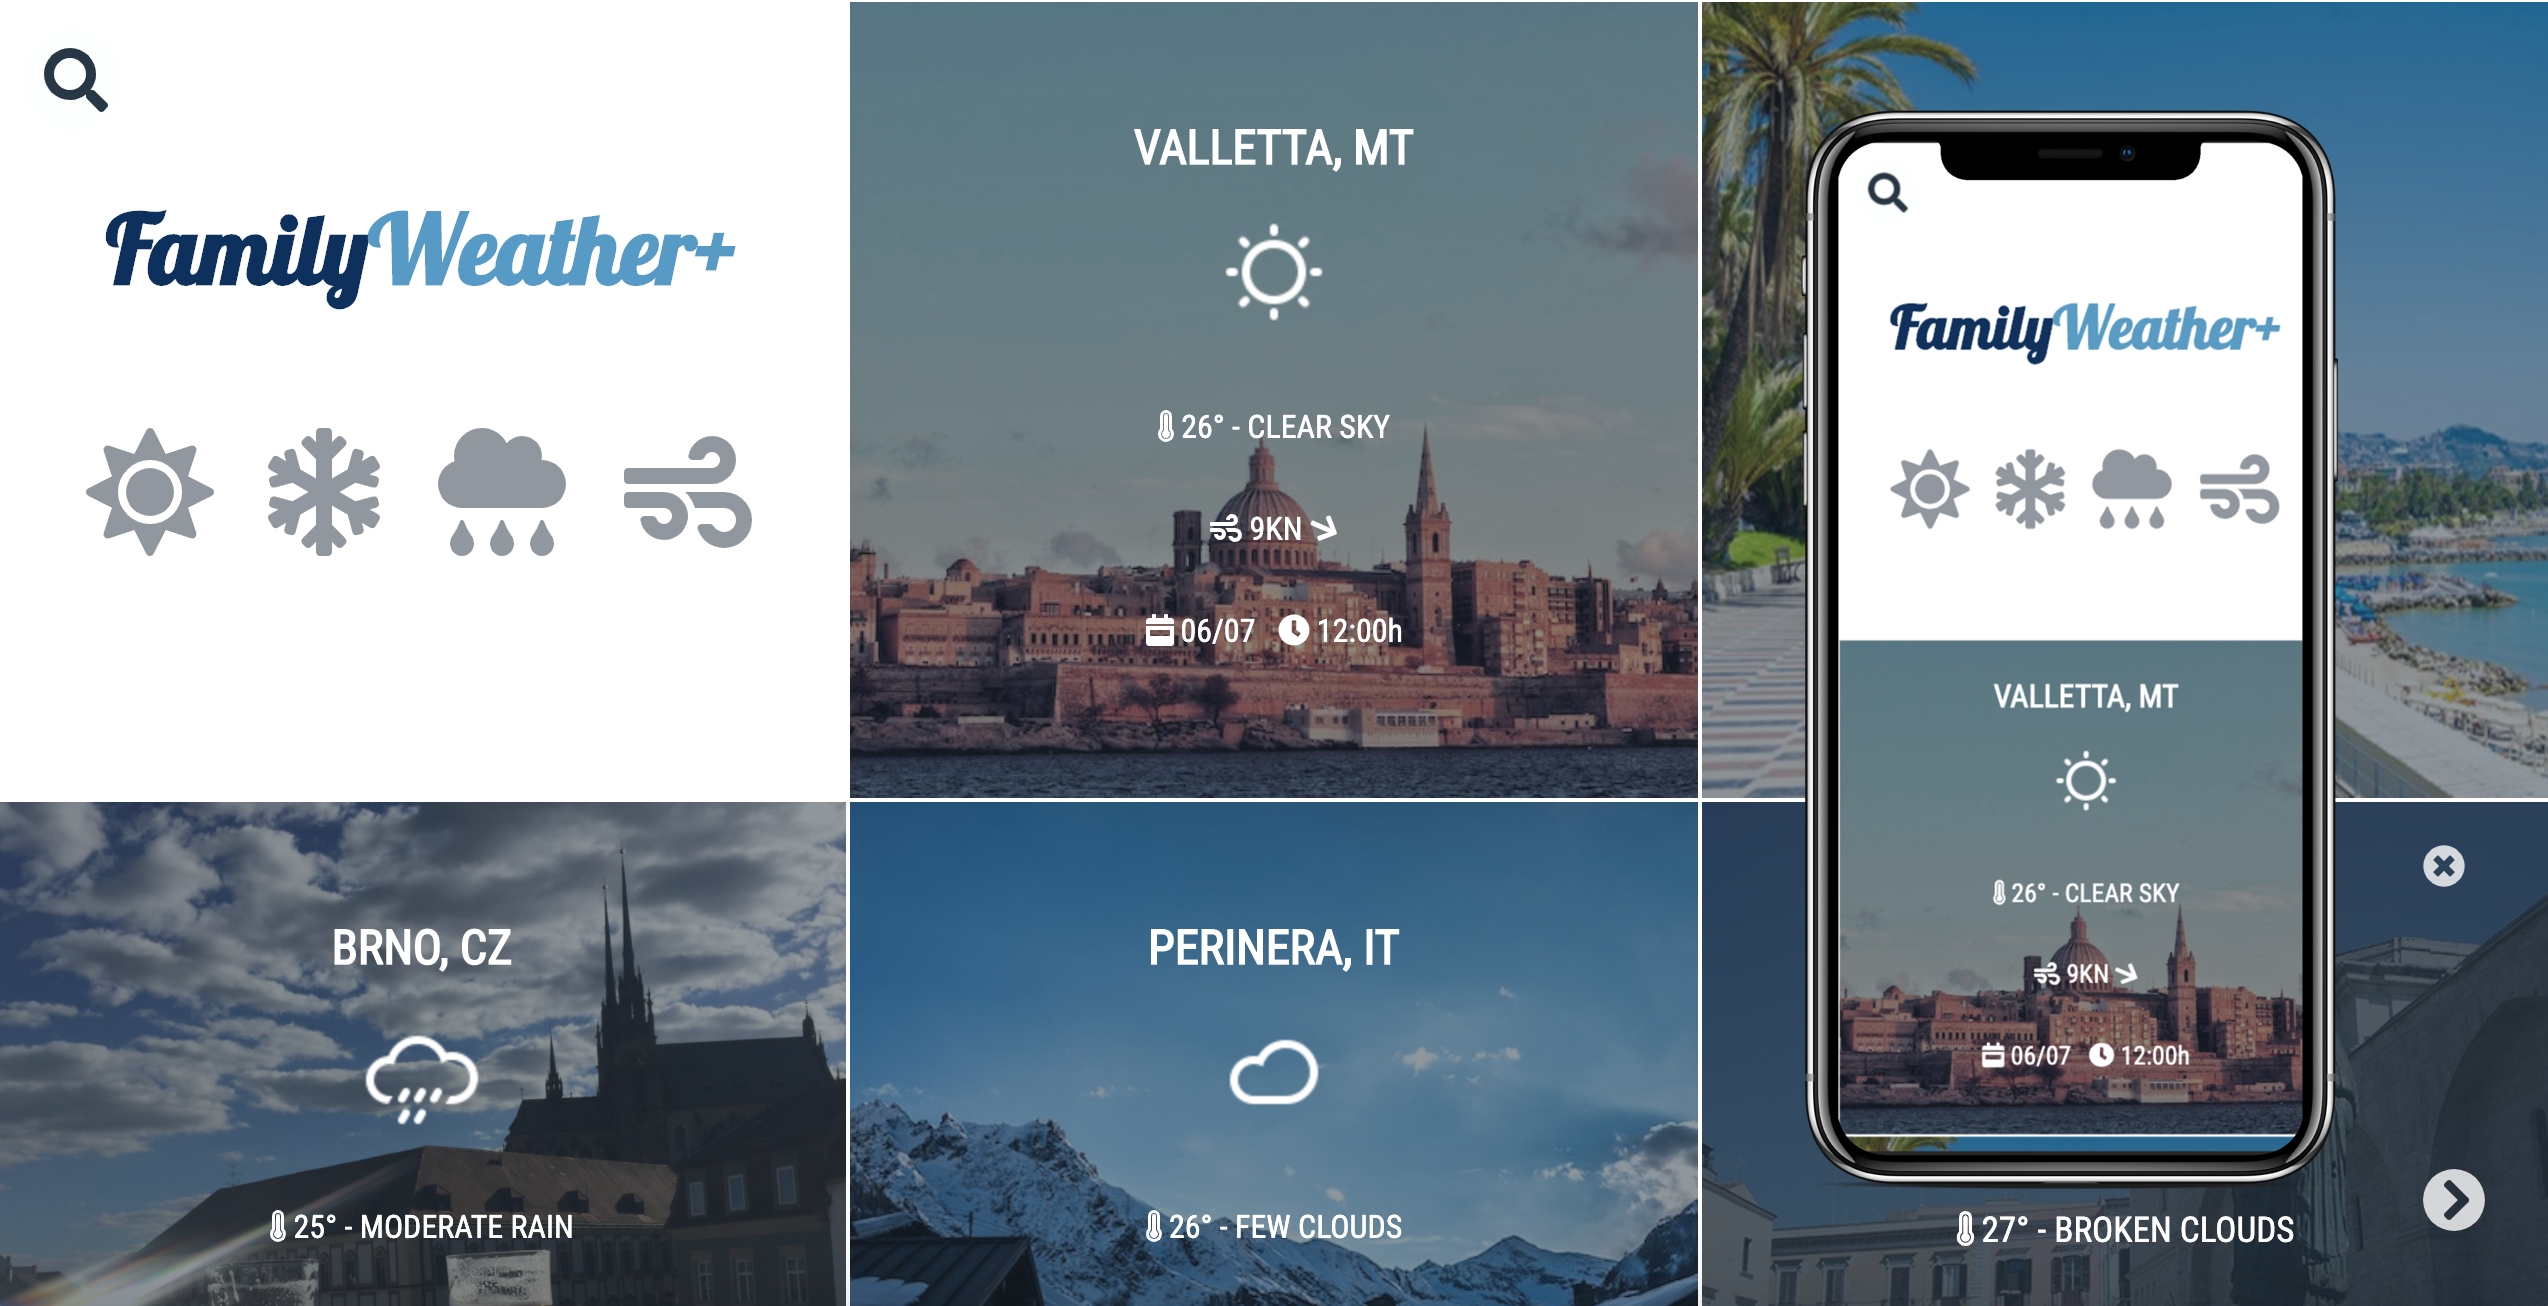 FamilyWeather+
VALLETTA, MT
26° - CLEAR SKY
9KN
06/07 12:00h
FamilyWeather+
VALLETTA, MT
26° - CLEAR SKY
9KN
06/07 12:00h
BRNO, CZ
25° - MODERATE RAIN
PERINERA, IT
26° - FEW CLOUDS
27° - BROKEN CLOUDS